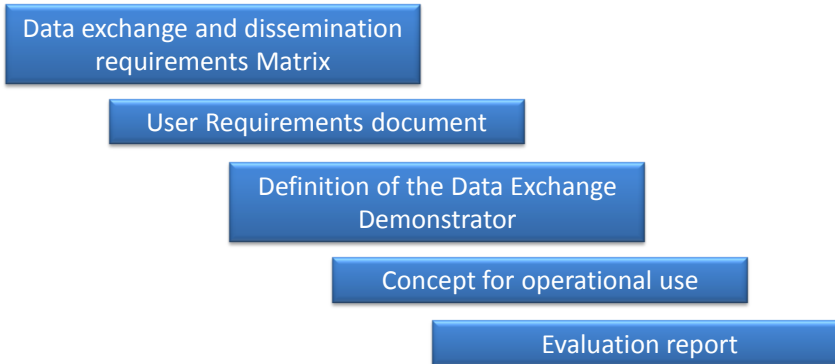 Data exchange and dissemination
requirements Matrix
User Requirements document
Definition of the Data Exchange
Demonstrator
Concept for operational use
Evaluation report